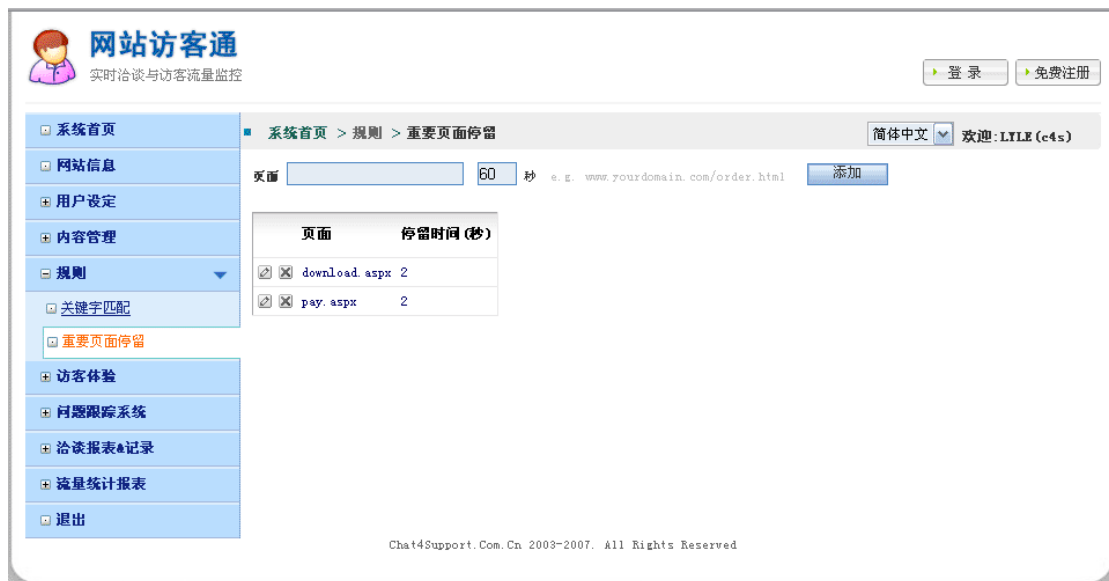 网站访客通
实时洽谈与访客流量监控
登 录
免费注册
系统首页
网站信息
用户设定
内容管理
规则
关键字匹配
重要页面停留
访客体验
问题跟踪系统
洽谈报表&记录
流量统计报表
退出
系统首页 > 规则 > 重要页面停留
简体中文
欢迎:LYLE(c4s)
页面 60 秒 e.g. www.yourdomain.com/order.html 添加
页面 停留时间(秒)
download.aspx 2
pay.aspx 2
Chat4Support.Com.Cn 2003-2007. All Rights Reserved